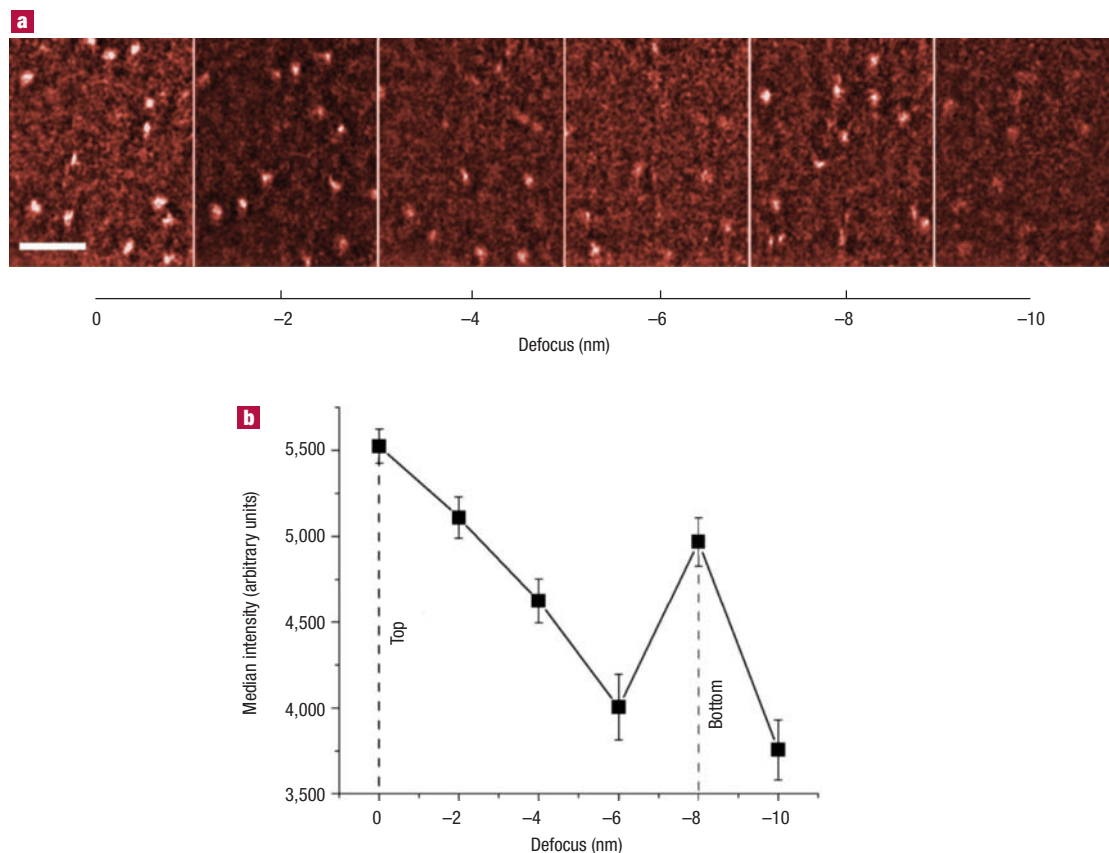 a
0 –2 –4 –6 –8 –10
Defocus (nm)
b
5,500
5,000
4,500
4,000
3,500
Median intensity (arbitrary units)
Top
Bottom
0 –2 –4 –6 –8 –10
Defocus (nm)